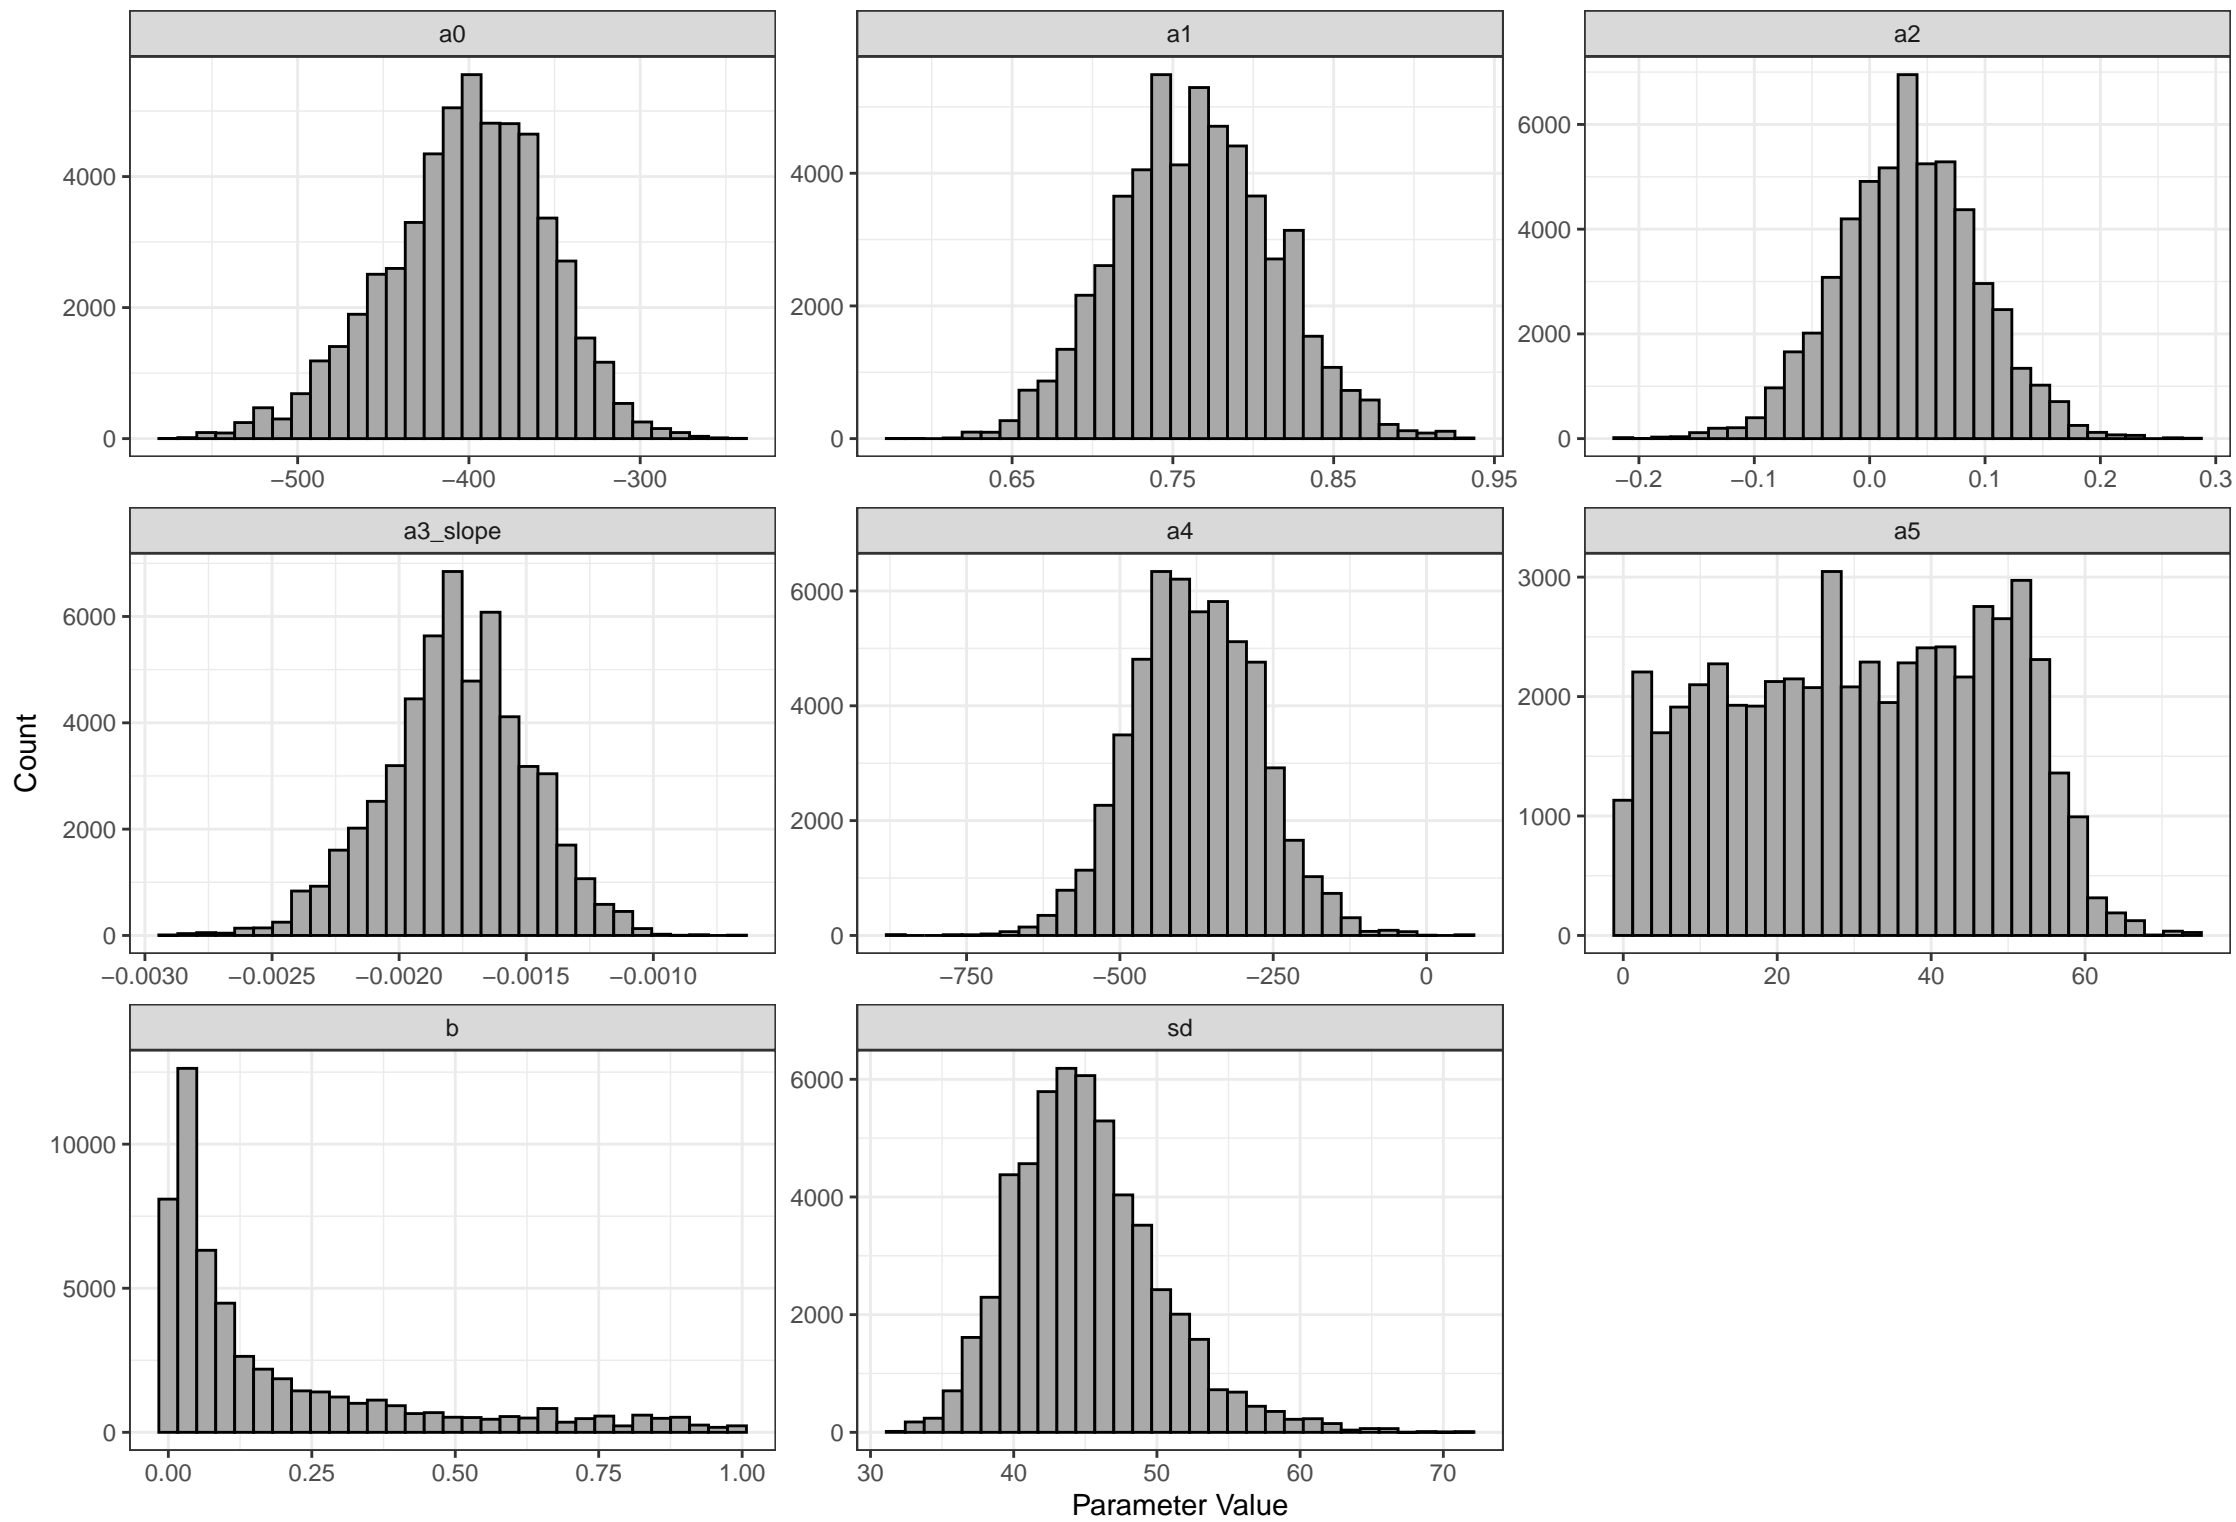 a0 a1 a2
4000 4000 6000
2000 2000 4000
0 0 2000
0
−500 −400 −300 0.65 0.75 0.85 0.95 −0.2 −0.1 0.0 0.1 0.2 0.3
a3_slope a4 a5
6000 6000 3000
4000 4000 2000
2000 2000 1000
0 0 0
−0.0030 −0.0025 −0.0020 −0.0015 −0.0010 −750 −500 −250 0 0 20 40 60
Count
b sd
10000 6000
5000 4000
0 2000
0
0.00 0.25 0.50 0.75 1.00 30 40 50 60 70
Parameter Value